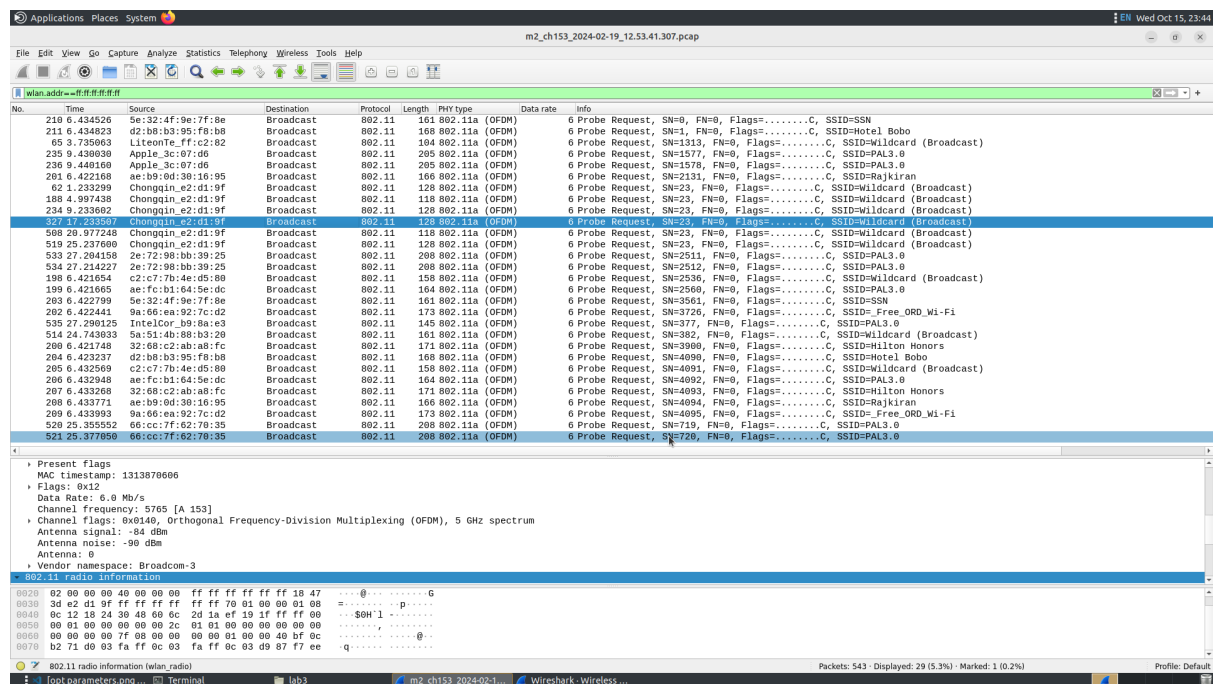 Applications Places System EN Wed Oct 15, 23:44
m2_ch153_2024-02-19_12.53.41.307.pcap
File Edit View Go Capture Analyze Statistics Telephony Wireless Tools Help
wlan.addr==ff:ff:ff:ff:ff:ff
No. Time Source Destination Protocol Length PHY type Data rate Info
210 6.434526 5e:32:4f:9e:7f:8e Broadcast 802.11 161 802.11a (OFDM) 6 Probe Request, SN=0, FN=0, Flags=........C, SSID=SSN
211 6.434823 d2:b8:b3:95:f8:b8 Broadcast 802.11 168 802.11a (OFDM) 6 Probe Request, SN=1, FN=0, Flags=........C, SSID=Hotel Bobo
65 3.735063 LiteonTe_ff:c2:82 Broadcast 802.11 104 802.11a (OFDM) 6 Probe Request, SN=1313, FN=0, Flags=........C, SSID=Wildcard (Broadcast)
235 9.430030 Apple_3c:07:d6 Broadcast 802.11 205 802.11a (OFDM) 6 Probe Request, SN=1577, FN=0, Flags=........C, SSID=PAL3.0
236 9.440160 Apple_3c:07:d6 Broadcast 802.11 205 802.11a (OFDM) 6 Probe Request, SN=1578, FN=0, Flags=........C, SSID=PAL3.0
201 6.422168 ae:b9:0d:30:16:95 Broadcast 802.11 166 802.11a (OFDM) 6 Probe Request, SN=2131, FN=0, Flags=........C, SSID=Rajkiran
62 1.233299 Chongqin_e2:d1:9f Broadcast 802.11 128 802.11a (OFDM) 6 Probe Request, SN=23, FN=0, Flags=........C, SSID=Wildcard (Broadcast)
188 4.997438 Chongqin_e2:d1:9f Broadcast 802.11 118 802.11a (OFDM) 6 Probe Request, SN=23, FN=0, Flags=........C, SSID=Wildcard (Broadcast)
234 9.233602 Chongqin_e2:d1:9f Broadcast 802.11 128 802.11a (OFDM) 6 Probe Request, SN=23, FN=0, Flags=........C, SSID=Wildcard (Broadcast)
327 17.233507 Chongqin_e2:d1:9f Broadcast 802.11 128 802.11a (OFDM) 6 Probe Request, SN=23, FN=0, Flags=........C, SSID=Wildcard (Broadcast)
508 20.977248 Chongqin_e2:d1:9f Broadcast 802.11 118 802.11a (OFDM) 6 Probe Request, SN=23, FN=0, Flags=........C, SSID=Wildcard (Broadcast)
519 25.237600 Chongqin_e2:d1:9f Broadcast 802.11 128 802.11a (OFDM) 6 Probe Request, SN=23, FN=0, Flags=........C, SSID=Wildcard (Broadcast)
533 27.204158 2e:72:98:bb:39:25 Broadcast 802.11 208 802.11a (OFDM) 6 Probe Request, SN=2511, FN=0, Flags=........C, SSID=PAL3.0
534 27.214227 2e:72:98:bb:39:25 Broadcast 802.11 208 802.11a (OFDM) 6 Probe Request, SN=2512, FN=0, Flags=........C, SSID=PAL3.0
198 6.421654 c2:c7:7b:4e:d5:80 Broadcast 802.11 158 802.11a (OFDM) 6 Probe Request, SN=2536, FN=0, Flags=........C, SSID=Wildcard (Broadcast)
199 6.421665 ae:fc:b1:64:5e:dc Broadcast 802.11 164 802.11a (OFDM) 6 Probe Request, SN=2560, FN=0, Flags=........C, SSID=PAL3.0
203 6.422799 5e:32:4f:9e:7f:8e Broadcast 802.11 161 802.11a (OFDM) 6 Probe Request, SN=3561, FN=0, Flags=........C, SSID=SSN
202 6.422441 9a:66:ea:92:7c:d2 Broadcast 802.11 173 802.11a (OFDM) 6 Probe Request, SN=3726, FN=0, Flags=........C, SSID=_Free_ORD_Wi-Fi
535 27.290125 IntelCor_b9:8a:e3 Broadcast 802.11 145 802.11a (OFDM) 6 Probe Request, SN=377, FN=0, Flags=........C, SSID=PAL3.0
514 24.743033 5a:51:4b:88:b3:20 Broadcast 802.11 161 802.11a (OFDM) 6 Probe Request, SN=382, FN=0, Flags=........C, SSID=Wildcard (Broadcast)
200 6.421748 32:68:c2:ab:a8:fc Broadcast 802.11 171 802.11a (OFDM) 6 Probe Request, SN=3900, FN=0, Flags=........C, SSID=Hilton Honors
204 6.423237 d2:b8:b3:95:f8:b8 Broadcast 802.11 168 802.11a (OFDM) 6 Probe Request, SN=4090, FN=0, Flags=........C, SSID=Hotel Bobo
205 6.432569 c2:c7:7b:4e:d5:80 Broadcast 802.11 158 802.11a (OFDM) 6 Probe Request, SN=4091, FN=0, Flags=........C, SSID=Wildcard (Broadcast)
206 6.432948 ae:fc:b1:64:5e:dc Broadcast 802.11 164 802.11a (OFDM) 6 Probe Request, SN=4092, FN=0, Flags=........C, SSID=PAL3.0
207 6.433268 32:68:c2:ab:a8:fc Broadcast 802.11 171 802.11a (OFDM) 6 Probe Request, SN=4093, FN=0, Flags=........C, SSID=Hilton Honors
208 6.433771 ae:b9:0d:30:16:95 Broadcast 802.11 166 802.11a (OFDM) 6 Probe Request, SN=4094, FN=0, Flags=........C, SSID=Rajkiran
209 6.433993 9a:66:ea:92:7c:d2 Broadcast 802.11 173 802.11a (OFDM) 6 Probe Request, SN=4095, FN=0, Flags=........C, SSID=_Free_ORD_Wi-Fi
520 25.355552 66:cc:7f:62:70:35 Broadcast 802.11 208 802.11a (OFDM) 6 Probe Request, SN=719, FN=0, Flags=........C, SSID=PAL3.0
521 25.377050 66:cc:7f:62:70:35 Broadcast 802.11 208 802.11a (OFDM) 6 Probe Request, SN=720, FN=0, Flags=........C, SSID=PAL3.0
Present flags
MAC timestamp: 1313870606
Flags: 0x12
Data Rate: 6.0 Mb/s
Channel frequency: 5765 [A 153]
Channel flags: 0x0140, Orthogonal Frequency-Division Multiplexing (OFDM), 5 GHz spectrum
Antenna signal: -84 dBm
Antenna noise: -90 dBm
Antenna: 0
Vendor namespace: Broadcom-3
802.11 radio information
0020 02 00 00 00 40 00 00 00 ff ff ff ff ff ff 18 47 ····@··· ·······G
0030 3d e2 d1 9f ff ff ff ff ff ff 70 01 00 00 01 08 =······· ··p·····
0040 0c 12 18 24 30 48 60 6c 2d 1a ef 19 1f ff ff 00 ···$0H`l -·······
0050 00 01 00 00 00 00 00 2c 01 01 00 00 00 00 00 00 ·······, ········
0060 00 00 00 00 7f 08 00 00 00 00 01 00 00 40 bf 0c ········ ·····@··
0070 b2 71 d0 03 fa ff 0c 03 fa ff 0c 03 d9 87 f7 ee ·q······ ········
802.11 radio information (wlan_radio) Packets: 543 · Displayed: 29 (5.3%) · Marked: 1 (0.2%) Profile: Default
[opt parameters.png ... Terminal lab3 m2_ch153_2024-02-1... Wireshark · Wireless ...